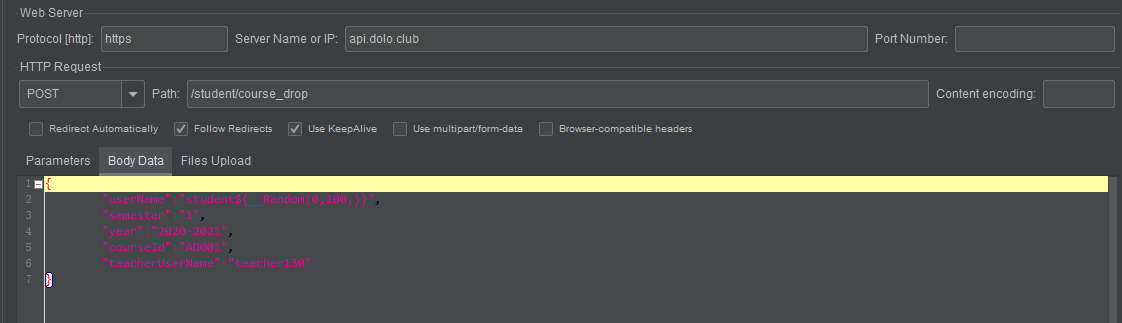 Web Server
Protocol [http]: https Server Name or IP: api.dolo.club Port Number:
HTTP Request
POST Path: /student/course_drop Content encoding:
Redirect Automatically Follow Redirects Use KeepAlive Use multipart/form-data Browser-compatible headers
Parameters Body Data Files Upload
1 {
2 "userName":"student${__Random(0,100,)}",
3 "semester":"1",
4 "year":"2020-2021",
5 "courseId":"AU001",
6 "teacherUserName":"teacher130"
7 }